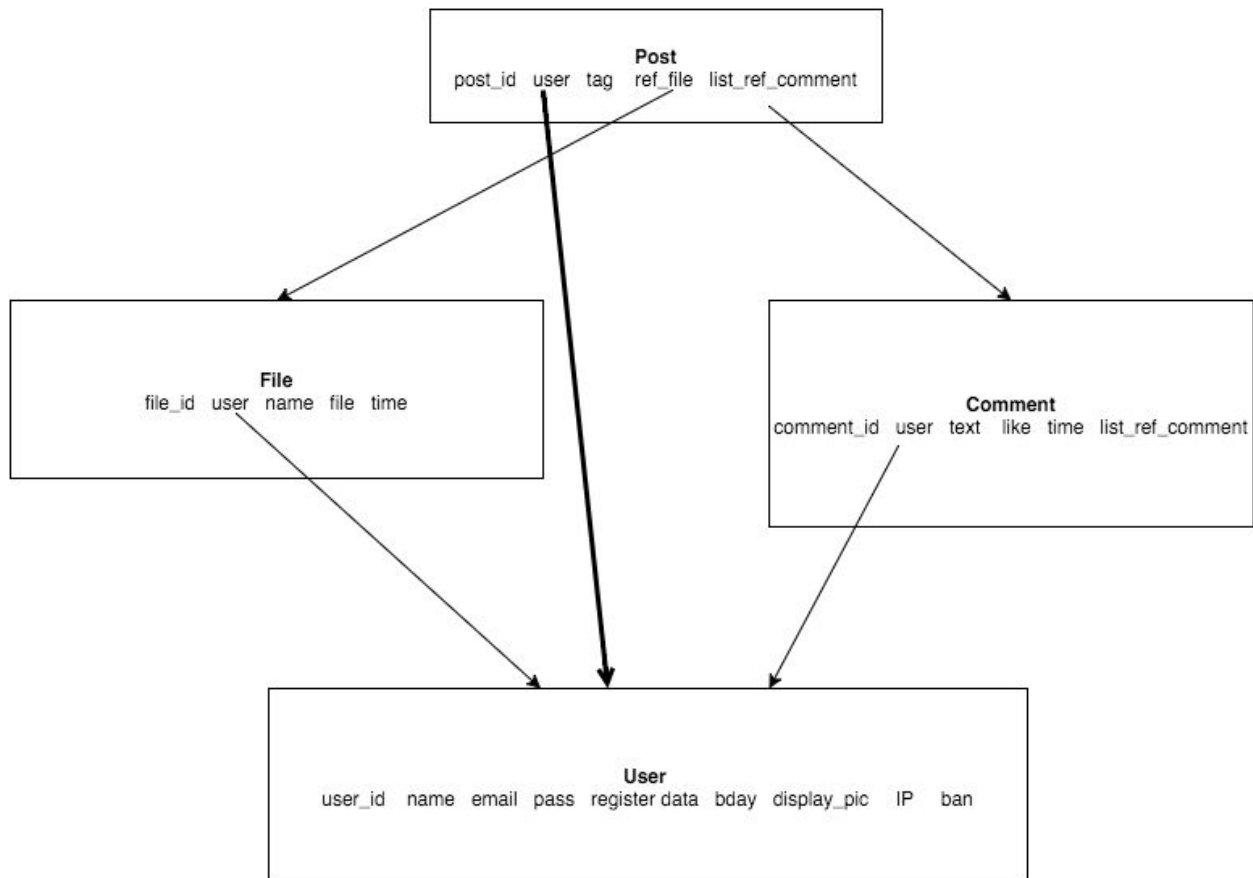 Post
post_id user tag ref_file list_ref_comment
File
file_id user name file time
Comment
comment_id user text like time list_ref_comment
User
user_id name email pass register data bday display_pic IP ban